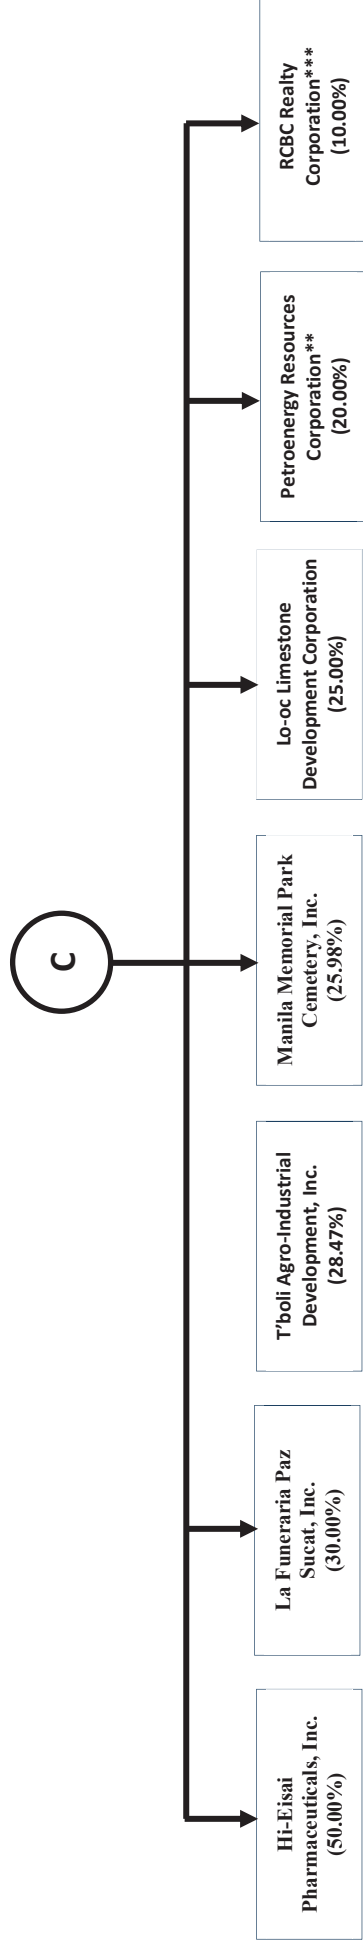 C
Hi-Eisai
Pharmaceuticals, Inc.
(50.00%)
La Funeraria Paz
Sucat, Inc.
(30.00%)
T'boli Agro-Industrial
Development, Inc.
(28.47%)
Manila Memorial Park
Cemetery, Inc.
(25.98%)
Lo-oc Limestone
Development Corporation
(25.00%)
Petroenergy Resources
Corporation**
(20.00%)
RCBC Realty
Corporation***
(10.00%)